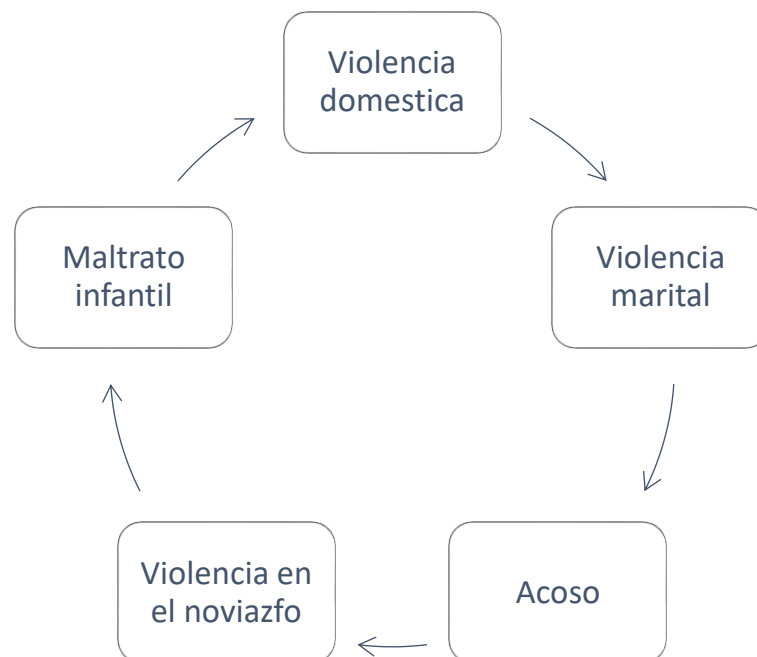 Violencia
domestica
Violencia
marital
Acoso
Violencia en
el noviazfo
Maltrato
infantil